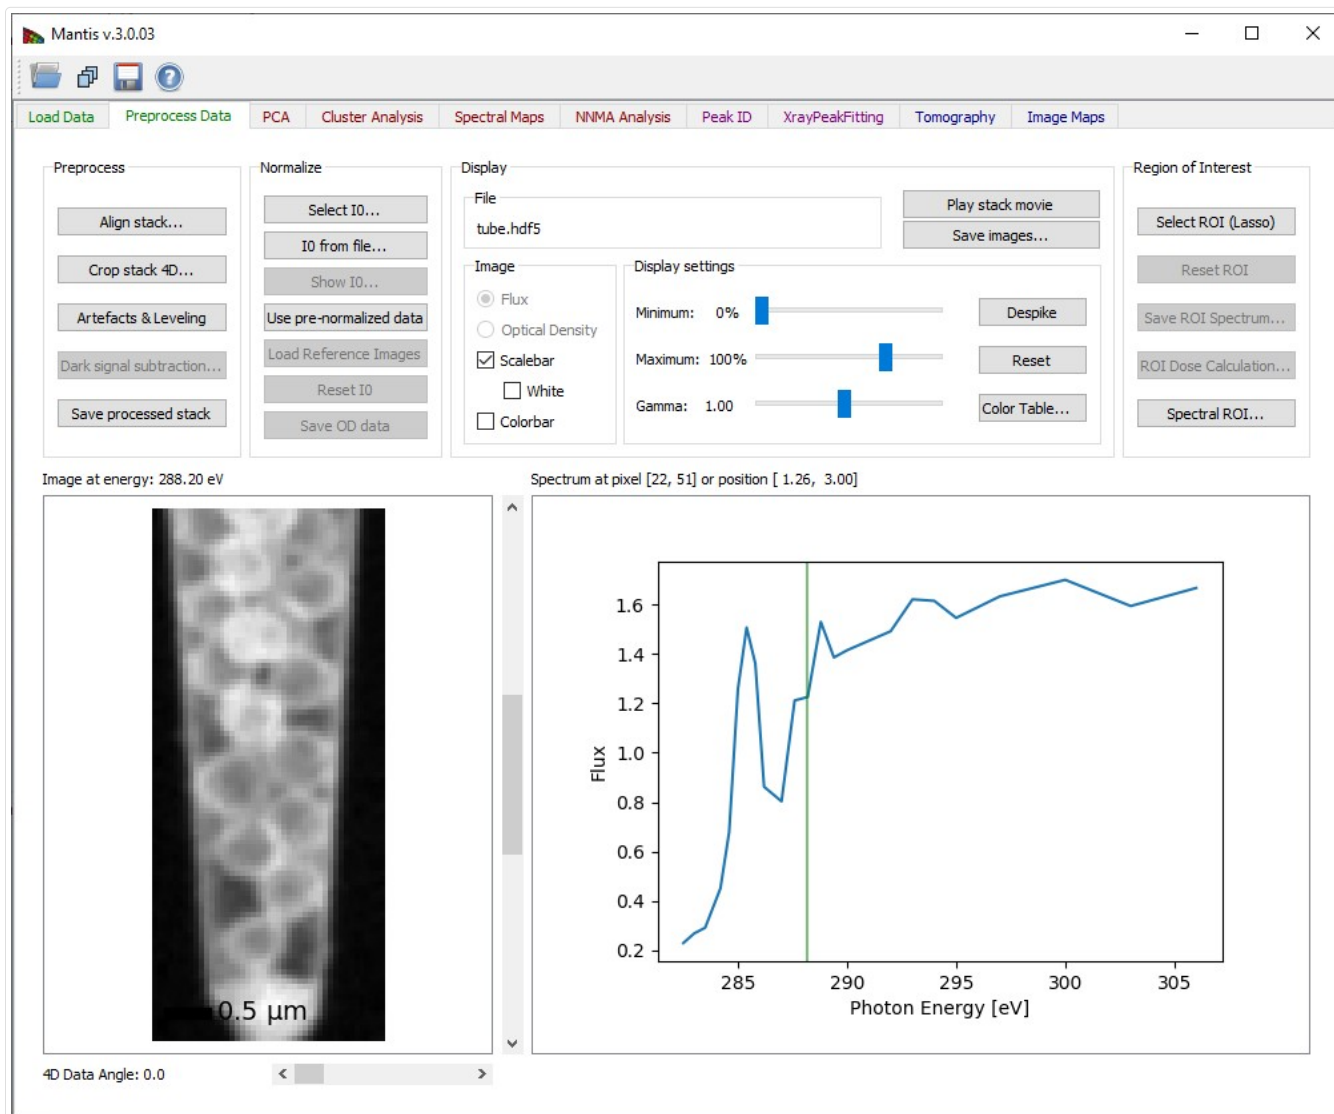 Mantis v.3.0.03
Load Data Preprocess Data PCA Cluster Analysis Spectral Maps NNMA Analysis Peak ID XrayPeakFitting Tomography Image Maps
Preprocess
Align stack...
Crop stack 4D...
Artefacts & Leveling
Dark signal subtraction...
Save processed stack
Normalize
Select I0...
I0 from file...
Show I0...
Use pre-normalized data
Load Reference Images
Reset I0
Save OD data
Display
File
tube.hdf5
Play stack movie
Save images...
Image
Flux
Optical Density
Scalebar
White
Colorbar
Display settings
Minimum: 0%
Despike
Maximum: 100%
Reset
Gamma: 1.00
Color Table...
Region of Interest
Select ROI (Lasso)
Reset ROI
Save ROI Spectrum...
ROI Dose Calculation...
Spectral ROI...
Image at energy: 288.20 eV
0.5 μm
4D Data Angle: 0.0
Spectrum at pixel [22, 51] or position [ 1.26, 3.00]
Flux
1.6
1.4
1.2
1.0
0.8
0.6
0.4
0.2
285 290 295 300 305
Photon Energy [eV]